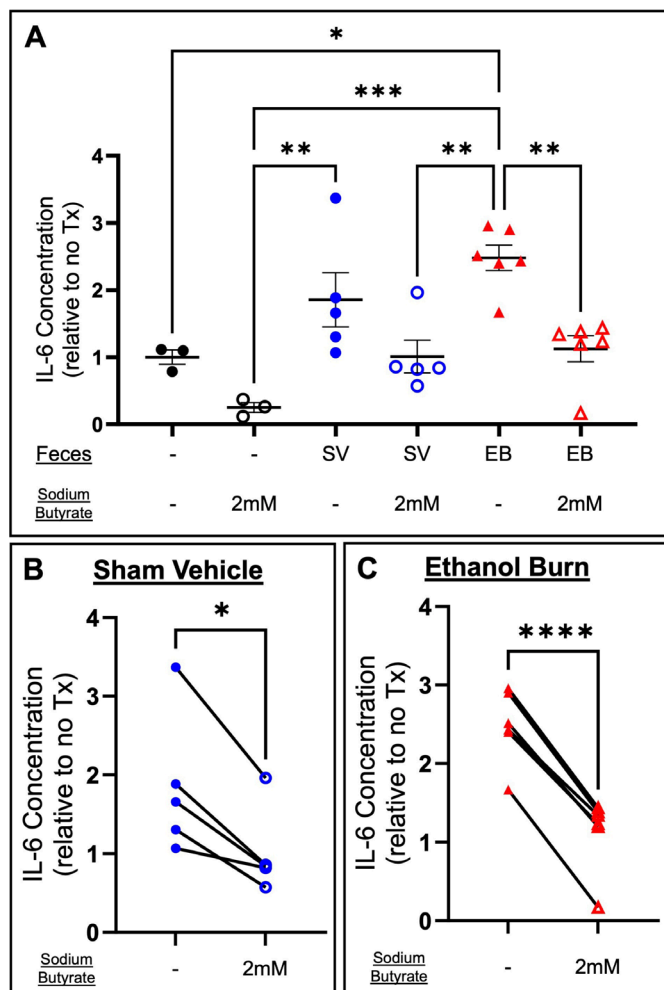 A
*
***
**
**
**
IL-6 Concentration
(relative to no Tx)
4
3
2
1
0
Feces
-
-
SV
SV
EB
EB
Sodium
Butyrate
-
2mM
-
2mM
-
2mM
B
Sham Vehicle
*
IL-6 Concentration
(relative to no Tx)
4
3
2
1
0
Sodium
Butyrate
-
2mM
C
Ethanol Burn
****
IL-6 Concentration
(relative to no Tx)
4
3
2
1
0
Sodium
Butyrate
-
2mM